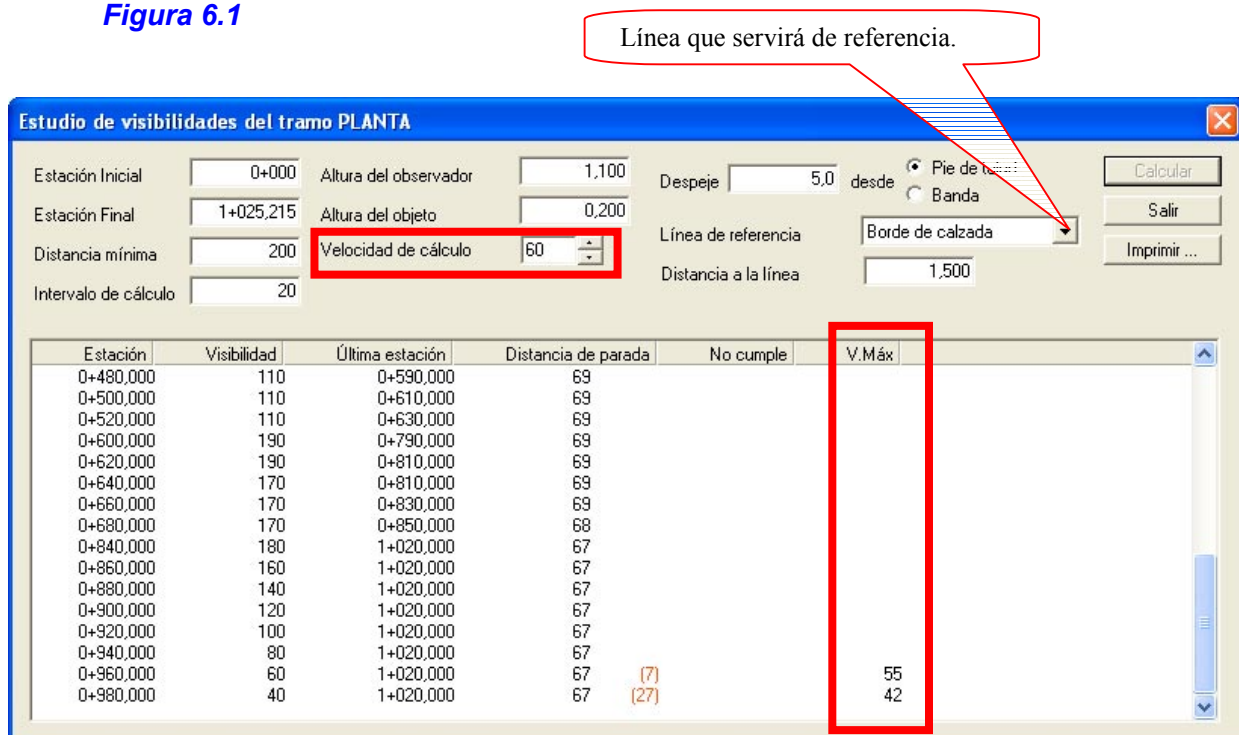 Figura 6.1
Línea que servirá de referencia.
Estudio de visibilidades del tramo PLANTA
Estación Inicial 0+000 Altura del observador 1,100 Despeje 5,0 desde Pie de Calcular
Banda
Estación Final 1+025,215 Altura del objeto 0,200 Salir
Distancia mínima 200 Velocidad de cálculo 60 Línea de referencia Borde de calzada Imprimir ...
Intervalo de cálculo 20 Distancia a la línea 1,500
Estación Visibilidad Última estación Distancia de parada No cumple V.Máx
0+480,000 110 0+590,000 69
0+500,000 110 0+610,000 69
0+520,000 110 0+630,000 69
0+600,000 190 0+790,000 69
0+620,000 190 0+810,000 69
0+640,000 170 0+810,000 69
0+660,000 170 0+830,000 69
0+680,000 170 0+850,000 68
0+840,000 180 1+020,000 67
0+860,000 160 1+020,000 67
0+880,000 140 1+020,000 67
0+900,000 120 1+020,000 67
0+920,000 100 1+020,000 67
0+940,000 80 1+020,000 67
0+960,000 60 1+020,000 67 (7) 55
0+980,000 40 1+020,000 67 (27) 42